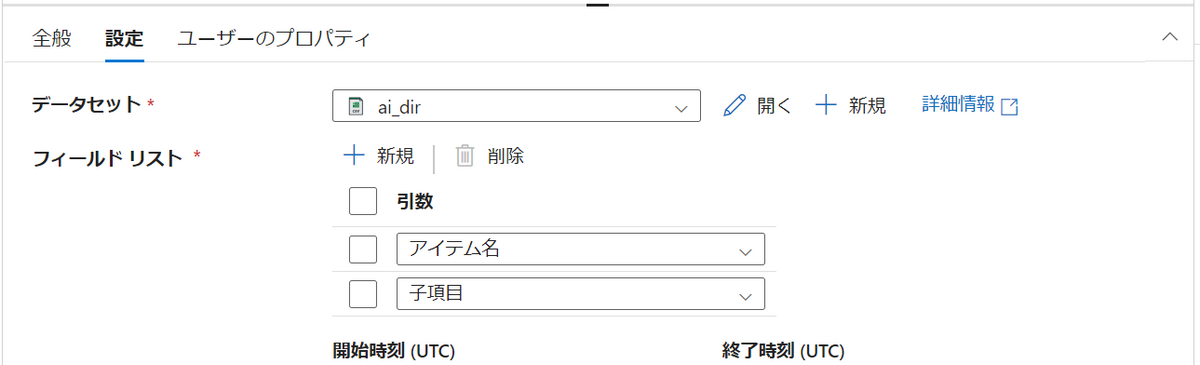 全般 設定 ユーザーのプロパティ
データセット * ai_dir 開く 新規 詳細情報
フィールド リスト * 新規 削除
引数
アイテム名
子項目
開始時刻 (UTC) 終了時刻 (UTC)